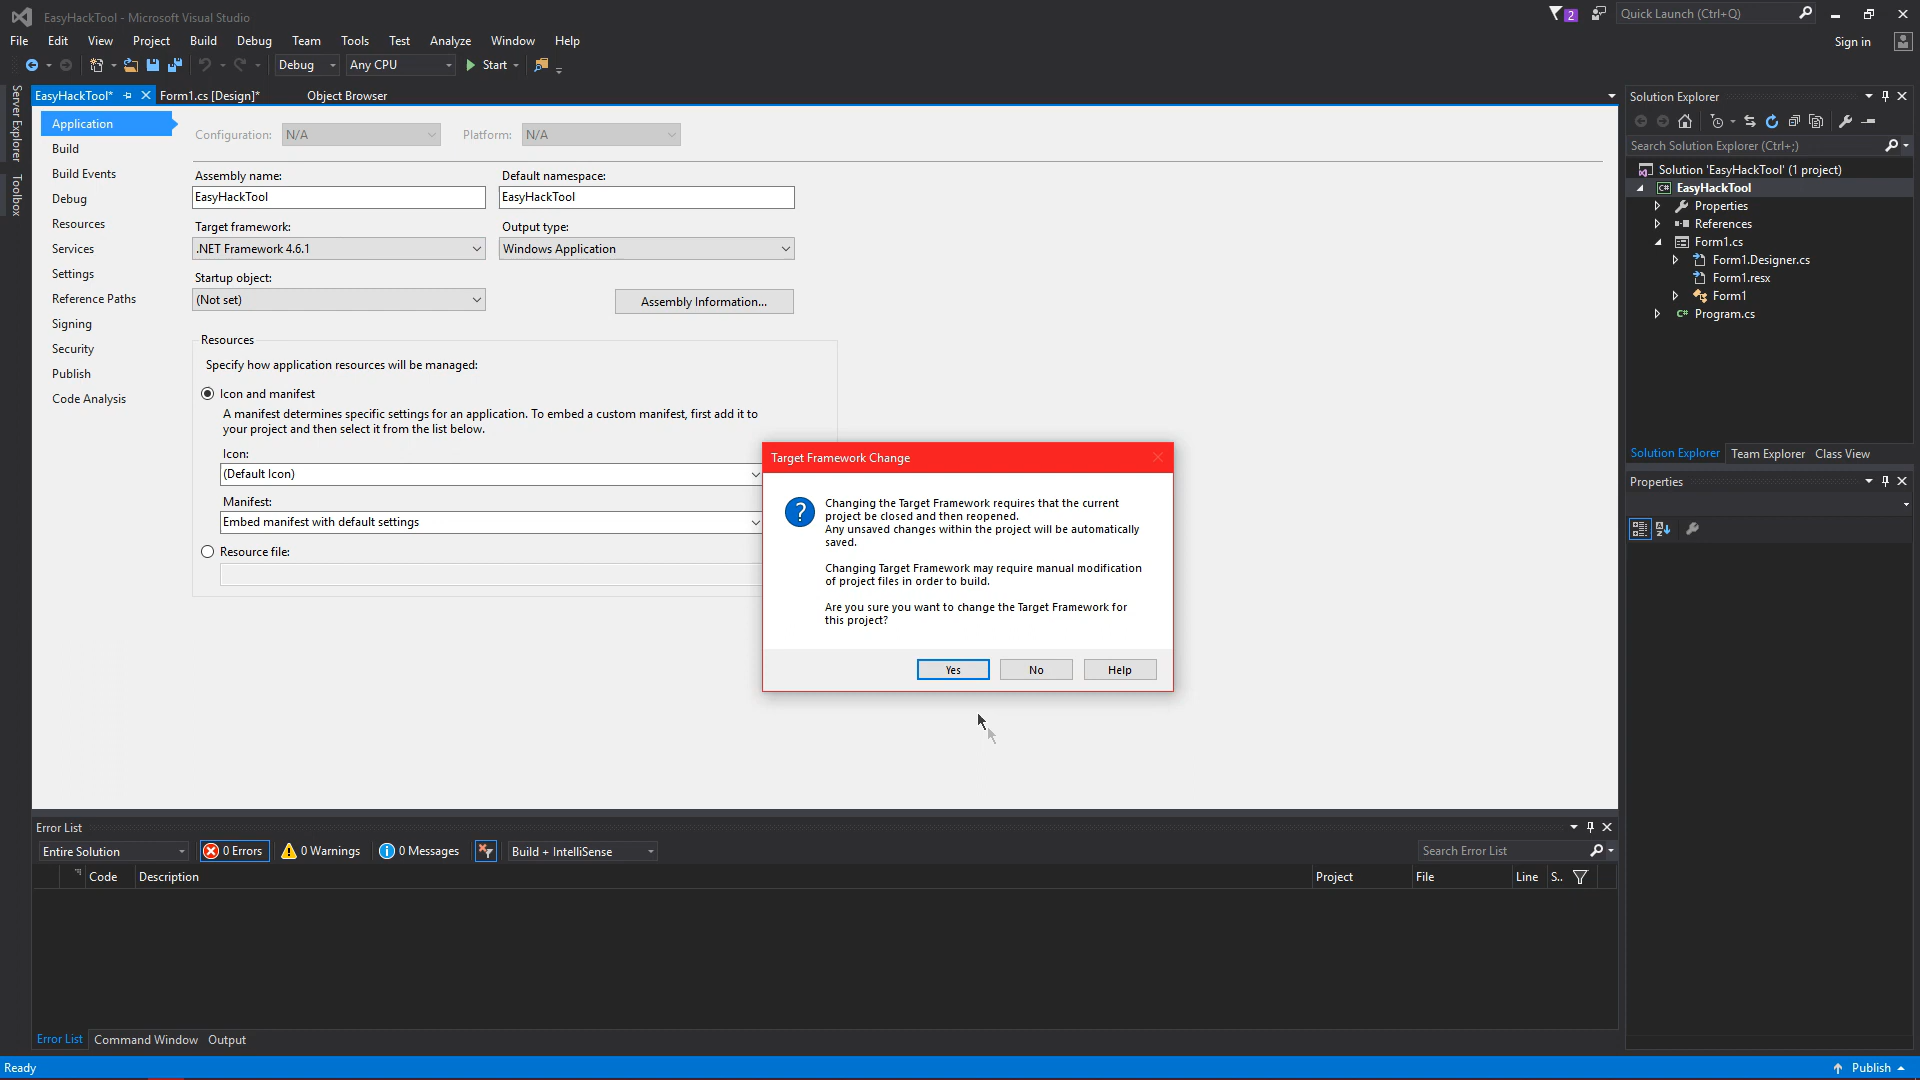 EasyHackTool - Microsoft Visual Studio
2
Quick Launch (Ctrl+Q)
File Edit View Project Build Debug Team Tools Test Analyze Window Help
Sign in
Debug Any CPU Start
Server Explorer
Toolbox
EasyHackTool* Form1.cs [Design]* Object Browser
Application
Build
Build Events
Debug
Resources
Services
Settings
Reference Paths
Signing
Security
Publish
Code Analysis
Configuration: N/A Platform: N/A
Assembly name: Default namespace:
EasyHackTool EasyHackTool
Target framework: Output type:
.NET Framework 4.6.1 Windows Application
Startup object:
(Not set) Assembly Information...
Resources
Specify how application resources will be managed:
Icon and manifest
A manifest determines specific settings for an application. To embed a custom manifest, first add it to
your project and then select it from the list below.
Icon:
(Default Icon)
Manifest:
Embed manifest with default settings
Resource file:
Target Framework Change
?
Changing the Target Framework requires that the current
project be closed and then reopened.
Any unsaved changes within the project will be automatically
saved.
Changing Target Framework may require manual modification
of project files in order to build.
Are you sure you want to change the Target Framework for
this project?
Yes No Help
Solution Explorer
Search Solution Explorer (Ctrl+;)
Solution 'EasyHackTool' (1 project)
C# EasyHackTool
Properties
References
Form1.cs
Form1.Designer.cs
Form1.resx
Form1
C# Program.cs
Solution Explorer Team Explorer Class View
Properties
Error List
Entire Solution 0 Errors 0 Warnings 0 Messages Build + IntelliSense Search Error List
Code Description Project File Line S..
Error List Command Window Output
Ready
Publish